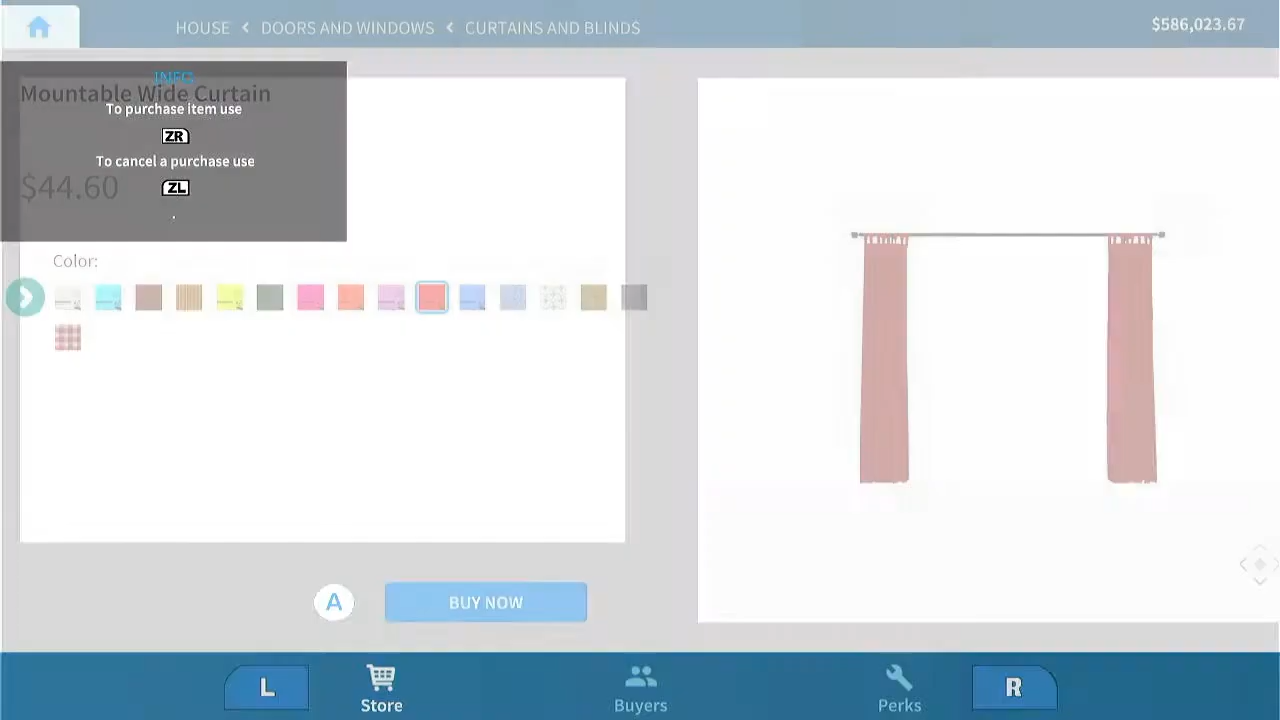 HOUSE < DOORS AND WINDOWS < CURTAINS AND BLINDS
$586,023.67
INFO
Mountable Wide Curtain
To purchase item use
ZR
To cancel a purchase use
$44.60
ZL
.
Color:
A
BUY NOW
L
Store
Buyers
Perks
R